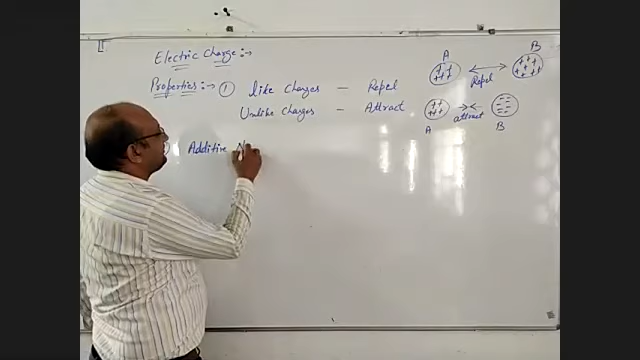 Electric Charge :-
Properties :- ① like charges - Repel
Unlike Charges - Attract
Additive N
A
B
+ + + + + +
Repel
+ + + + + + +
+ + + + +
attract
- - - - - -
A
B